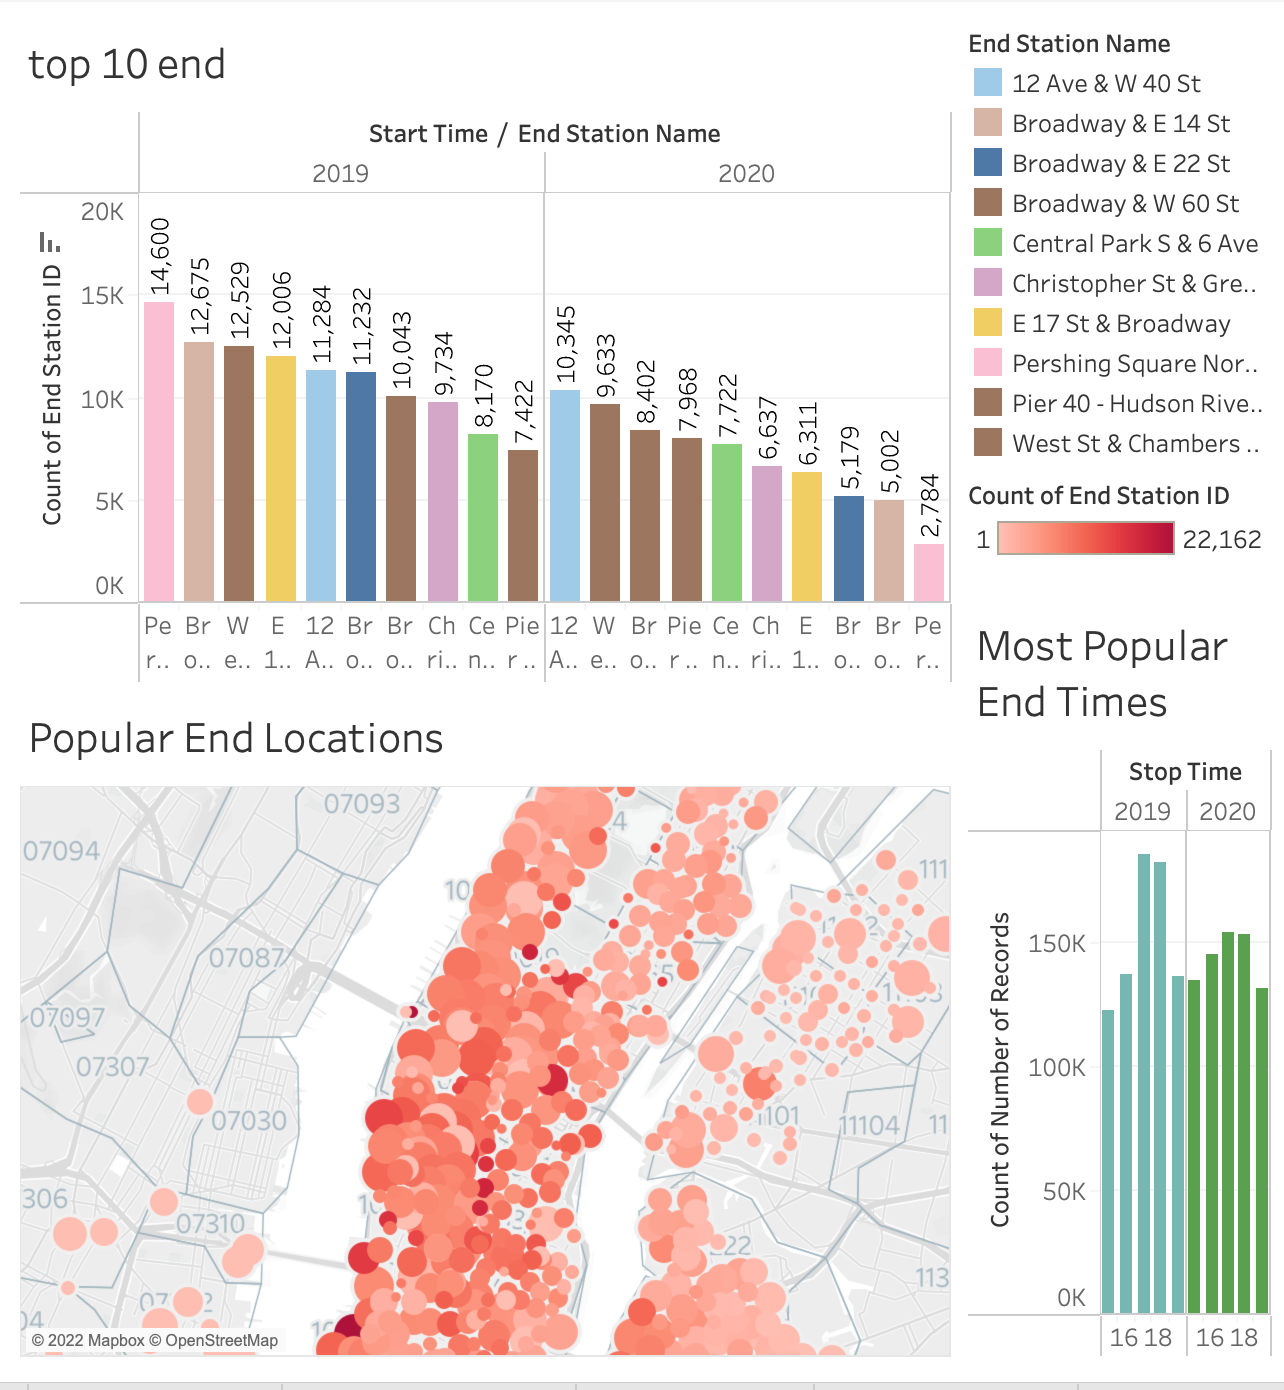 top 10 end
Start Time / End Station Name
2019
2020
Count of End Station ID
20K
15K
10K
5K
0K
14,600
12,675
12,529
12,006
11,284
11,232
10,043
9,734
8,170
7,422
10,345
9,633
8,402
7,968
7,722
6,637
6,311
5,179
5,002
2,784
Pe Br W E 12 Br Br Ch Ce Pie 12 W Br Pie Ce Ch E Br Br Pe
r.. o.. e.. 1.. A.. o.. o.. ri.. n.. r .. A.. e.. o.. r .. n.. ri.. 1.. o.. o.. r..
End Station Name
12 Ave & W 40 St
Broadway & E 14 St
Broadway & E 22 St
Broadway & W 60 St
Central Park S & 6 Ave
Christopher St & Gre..
E 17 St & Broadway
Pershing Square Nor..
Pier 40 - Hudson Rive..
West St & Chambers ..
Count of End Station ID
1 22,162
Popular End Locations
07093
07094
07087
07097
07307
07030
306
07310
11104
113
© 2022 Mapbox © OpenStreetMap
Most Popular
End Times
Stop Time
2019 2020
Count of Number of Records
150K
100K
50K
0K
16 18 16 18